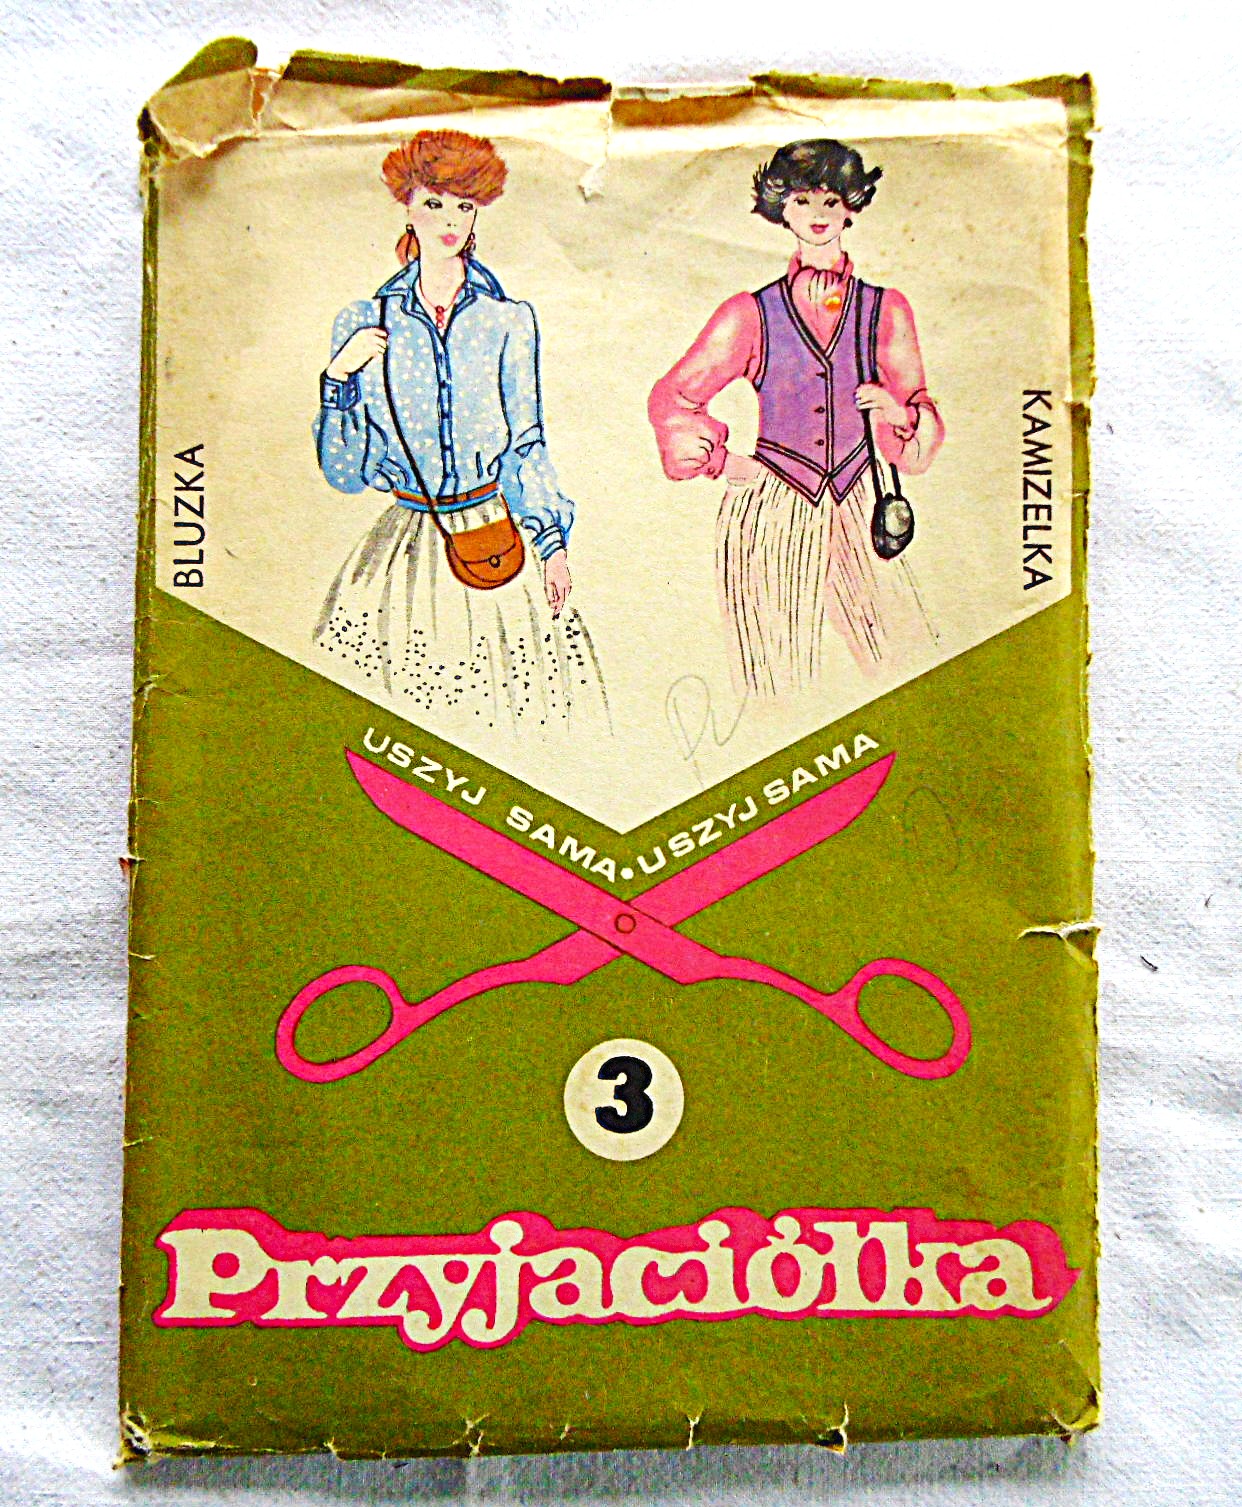 BLUZKA
KAMIZELKA
USZYJ SAMA • USZYJ SAMA
3
Przyjaciółka